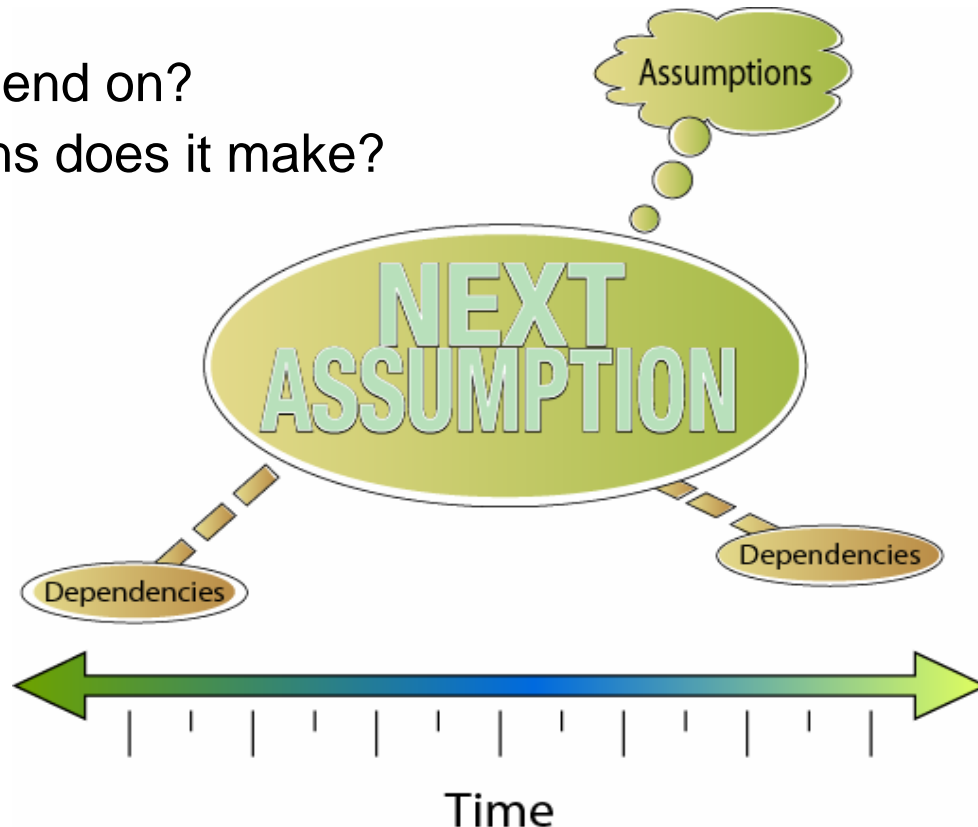 end on?
ns does it make?
Assumptions
NEXT
ASSUMPTION
Dependencies
Dependencies
Time